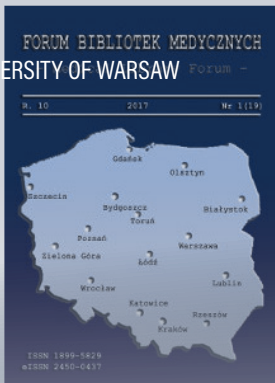 FORUM BIBLIOTEK MEDYCZNYCH
ERSITY OF WARSAW
Forum -
R. 10 2017 Nr 1(19)
Gdańsk
Olsztyn
Szczecin
Bydgoszcz
Białystok
Toruń
Poznań
Warszawa
Zielona Góra
Łódź
Wrocław
Lublin
Katowice
Rzeszów
Kraków
ISSN 1899-5829
eISSN 2450-0437